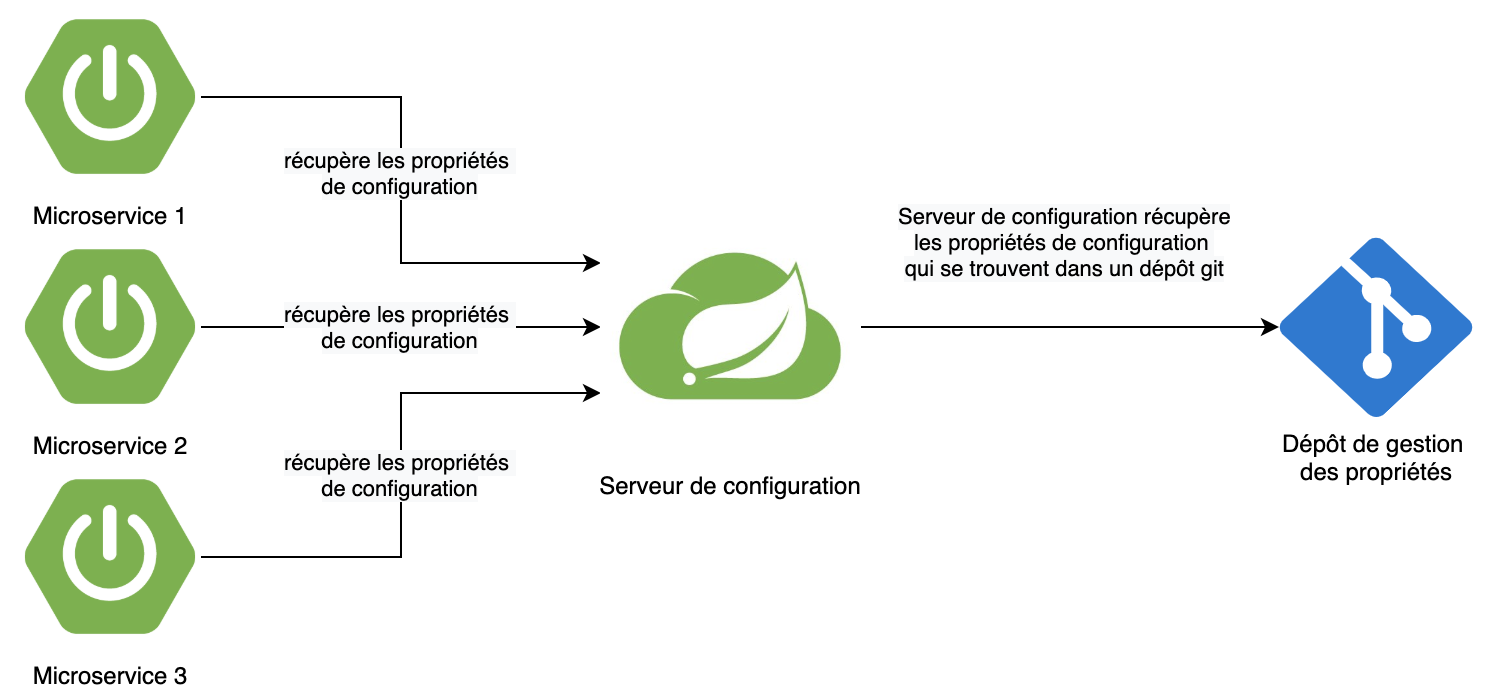 récupère les propriétés
de configuration
Microservice 1
Serveur de configuration récupère
les propriétés de configuration
qui se trouvent dans un dépôt git
récupère les propriétés
de configuration
Microservice 2
Dépôt de gestion
des propriétés
récupère les propriétés
de configuration
Serveur de configuration
Microservice 3